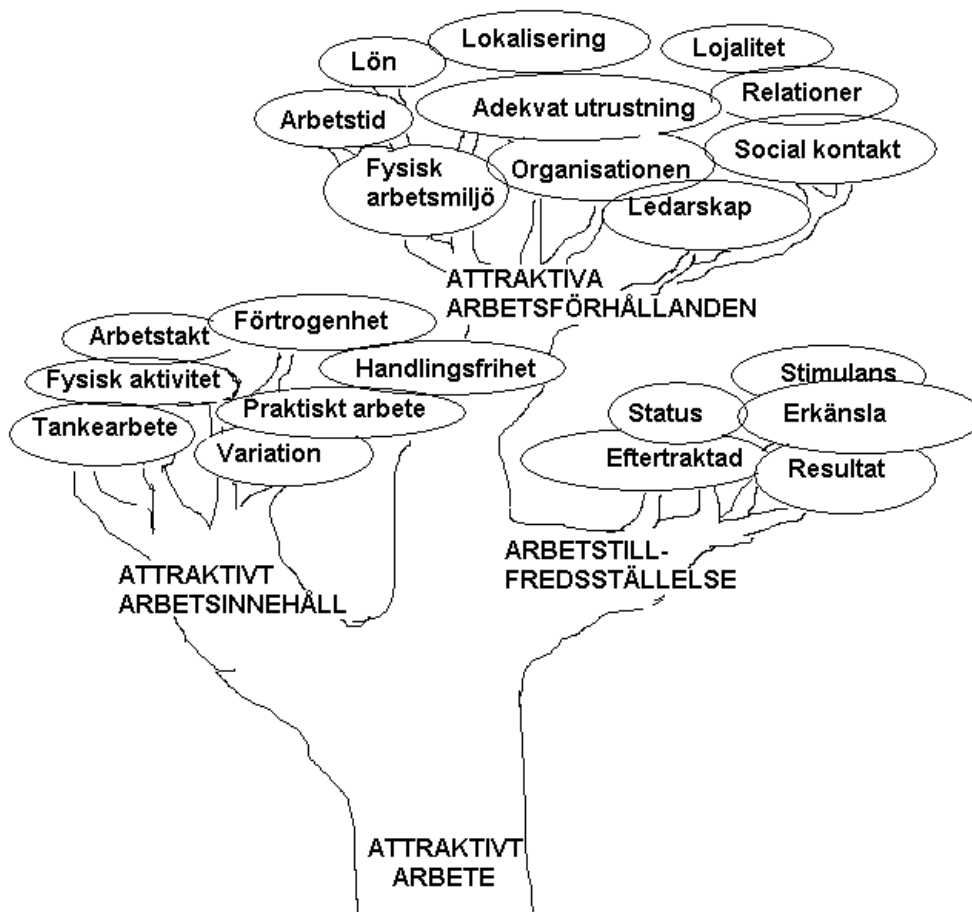 Lokalisering
Lojalitet
Lön
Relationer
Adekvat utrustning
Arbetstid
Social kontakt
Fysisk
arbetsmiljö
Organisationen
Ledarskap
ATTRAKTIVA
ARBETSFÖRHÅLLANDEN
Förtrogenhet
Arbetstakt
Handlingsfrihet
Fysisk aktivitet
Praktiskt arbete
Tankearbete
Variation
Stimulans
Status
Erkänsla
Eftertraktad
Resultat
ATTRAKTIVT
ARBETSINNEHÅLL
ARBETSTILL-
FREDSSTÄLLELSE
ATTRAKTIVT
ARBETE